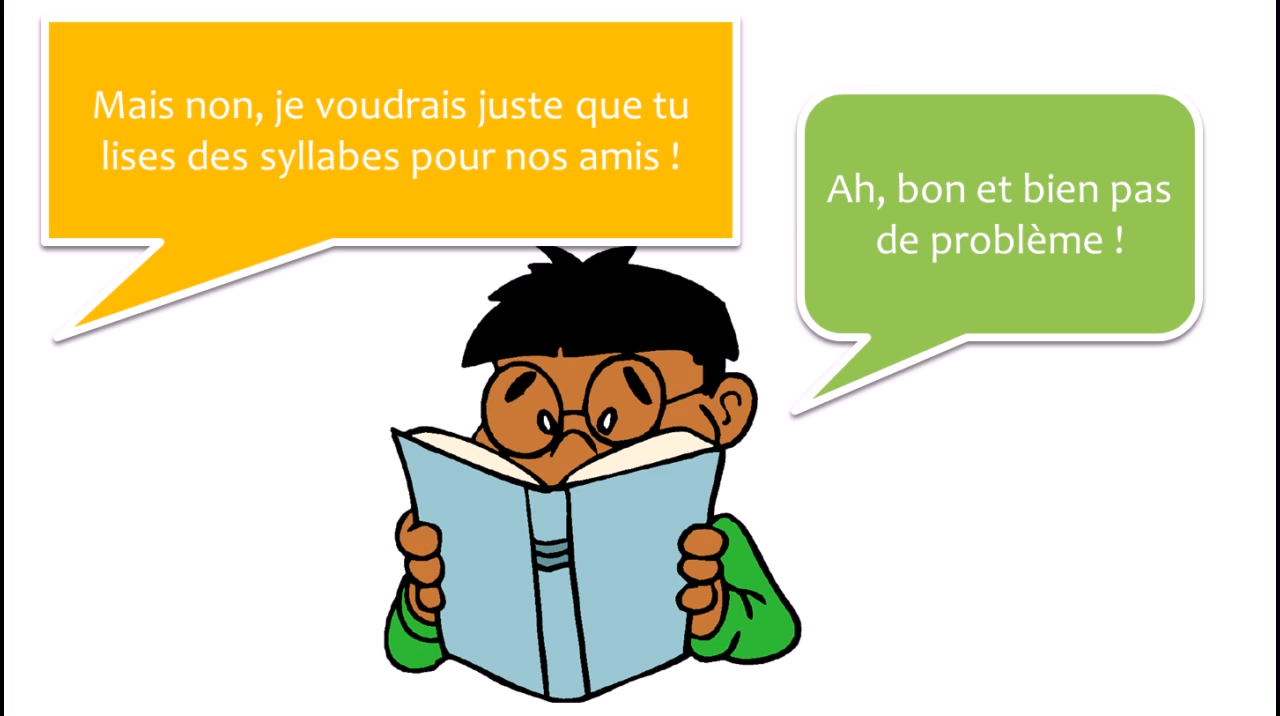 Mais non, je voudrais juste que tu
lises des syllabes pour nos amis !
Ah, bon et bien pas
de problème !